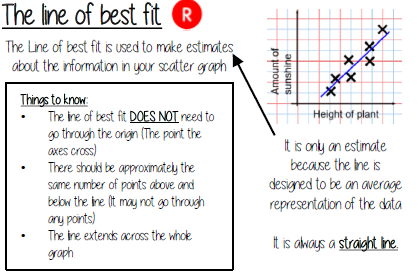 The line of best fit
R
The Line of best fit is used to make estimates
about the information in your scatter graph
Things to know:
• The line of best fit DOES NOT need to
go through the origin (The point the
axes cross)
• There should be approximately the
same number of points above and
below the line (It may not go through
any points)
• The line extends across the whole
graph
Amount of
sunshine
Height of plant
It is only an estimate
because the line is
designed to be an average
representation of the data
It is always a straight line.